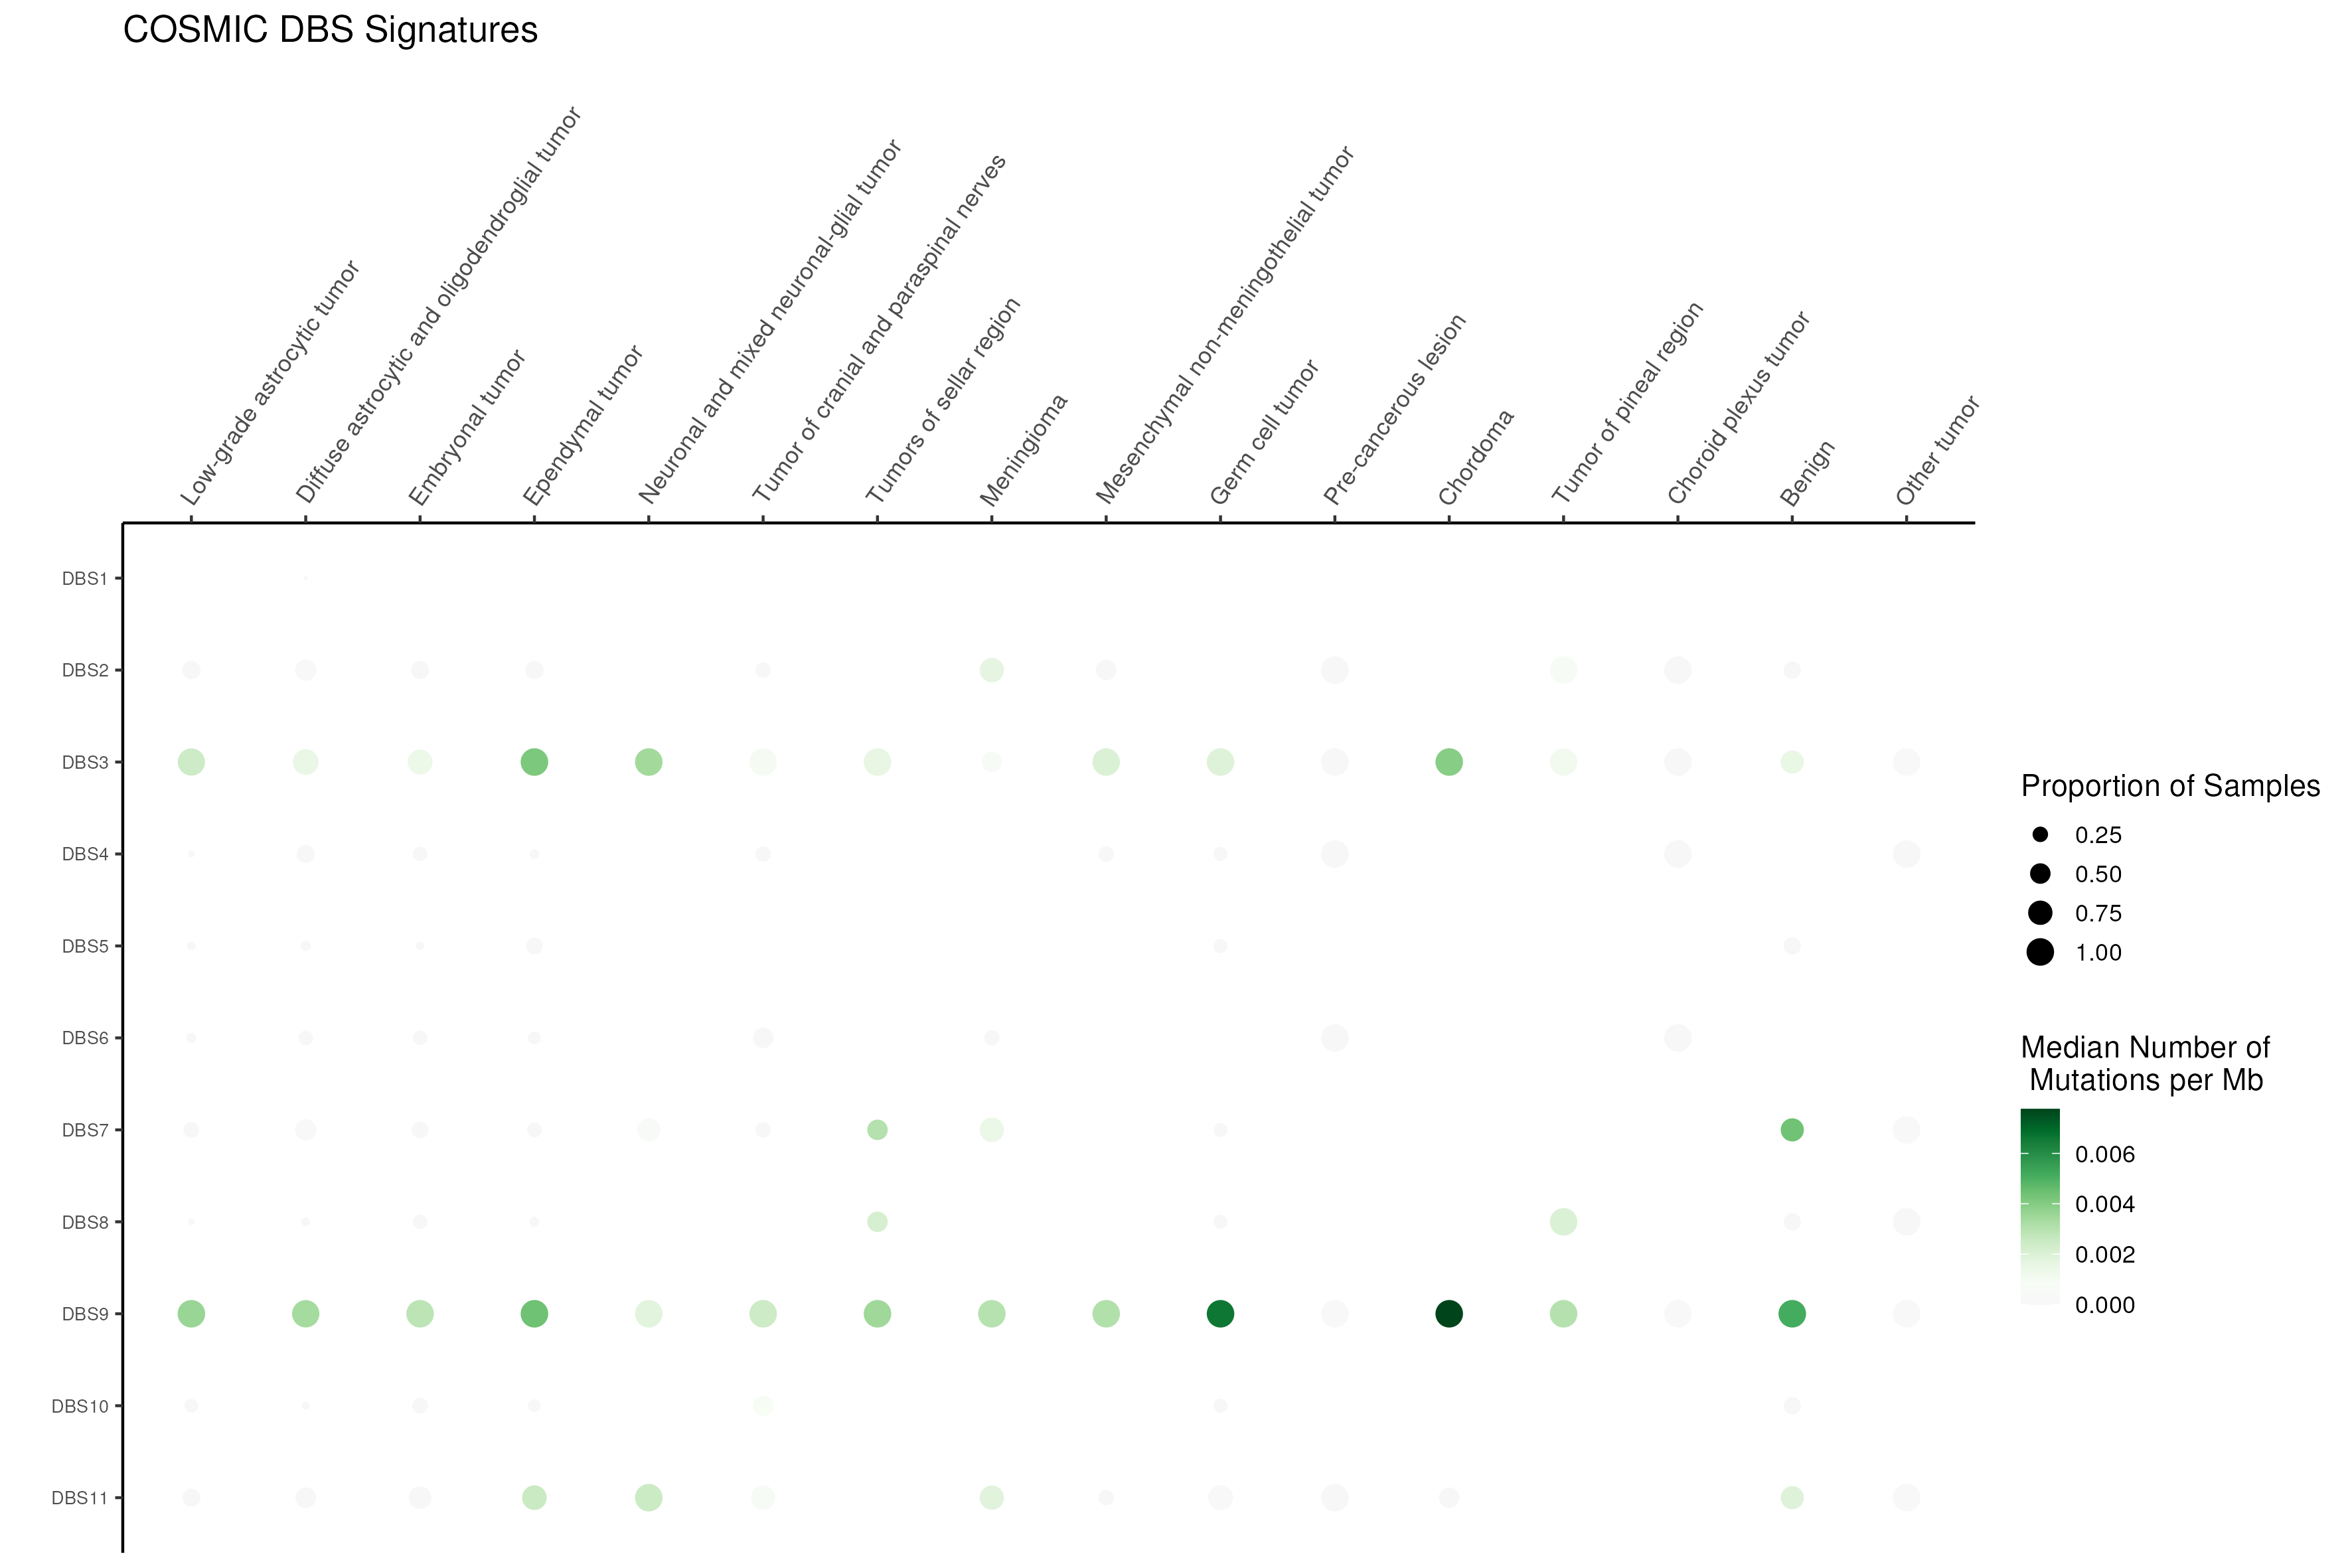 COSMIC DBS Signatures
Low-grade astrocytic tumor
Diffuse astrocytic and oligodendroglial tumor
Embryonal tumor
Ependymal tumor
Neuronal and mixed neuronal-glial tumor
Tumor of cranial and paraspinal nerves
Tumors of sellar region
Meningioma
Mesenchymal non-meningothelial tumor
Germ cell tumor
Pre-cancerous lesion
Chordoma
Tumor of pineal region
Choroid plexus tumor
Benign
Other tumor
DBS1
DBS2
DBS3
DBS4
DBS5
DBS6
DBS7
DBS8
DBS9
DBS10
DBS11
Proportion of Samples
0.25
0.50
0.75
1.00
Median Number of
Mutations per Mb
0.006
0.004
0.002
0.000